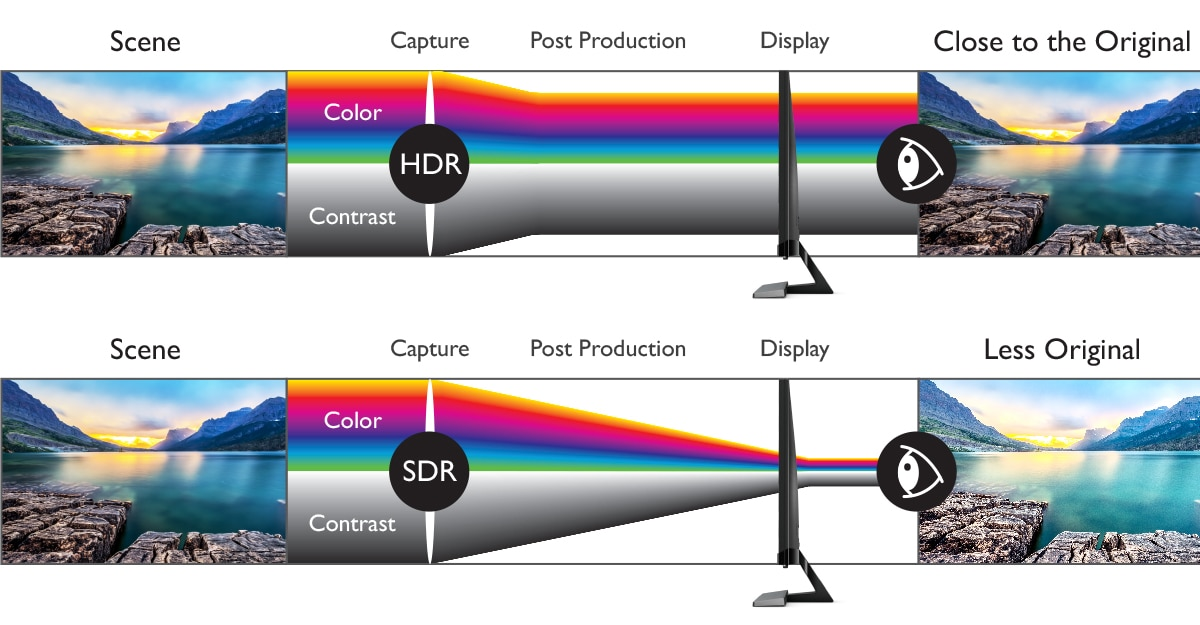 Scene
Capture
Post Production
Display
Close to the Original
Color
HDR
Contrast
Scene
Capture
Post Production
Display
Less Original
Color
SDR
Contrast